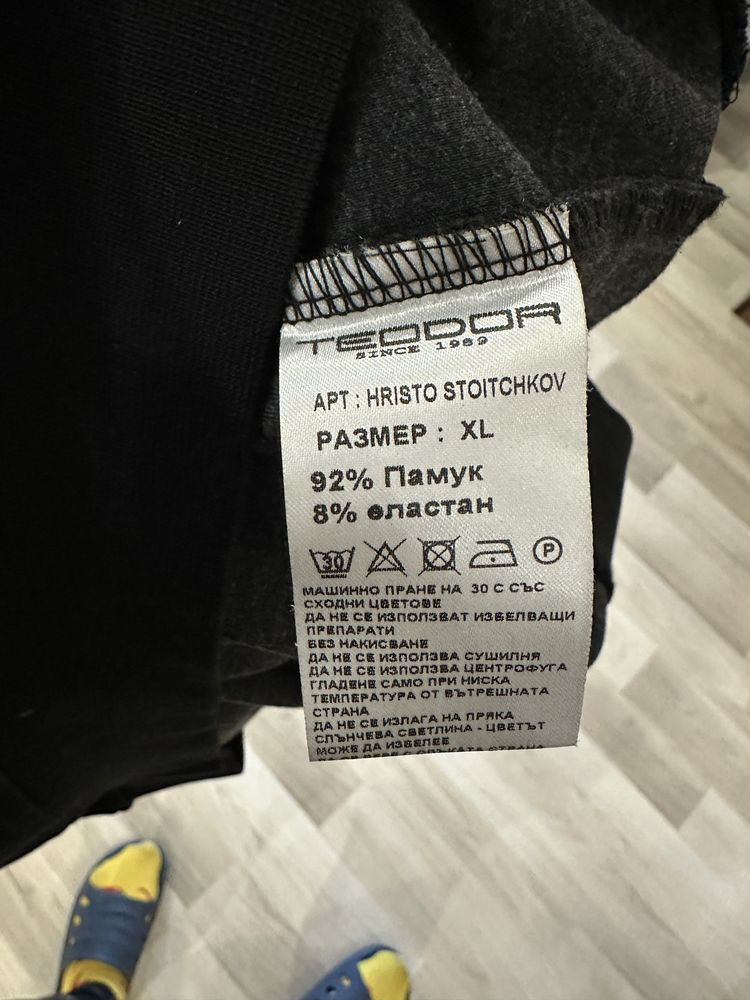 TEODOR
SINCE 1989
АРТ : HRISTO STOITCHKOV
РАЗМЕР : XL
92% Памук
8% еластан
30 P
МАШИННО ПРАНЕ НА 30 С СЪС
СХОДНИ ЦВЕТОВЕ
ДА НЕ СЕ ИЗПОЛЗВАТ ИЗБЕЛВАЩИ
ПРЕПАРАТИ
БЕЗ НАКИСВАНЕ
ДА НЕ СЕ ИЗПОЛЗВА СУШИЛНЯ
ДА НЕ СЕ ИЗПОЛЗВА ЦЕНТРОФУГА
ГЛАДЕНЕ САМО ПРИ НИСКА
ТЕМПЕРАТУРА ОТ ВЪТРЕШНАТА
СТРАНА
ДА НЕ СЕ ИЗЛАГА НА ПРЯКА
СЛЪНЧЕВА СВЕТЛИНА - ЦВЕТЪТ
МОЖЕ ДА ИЗБЕЛЕЕ